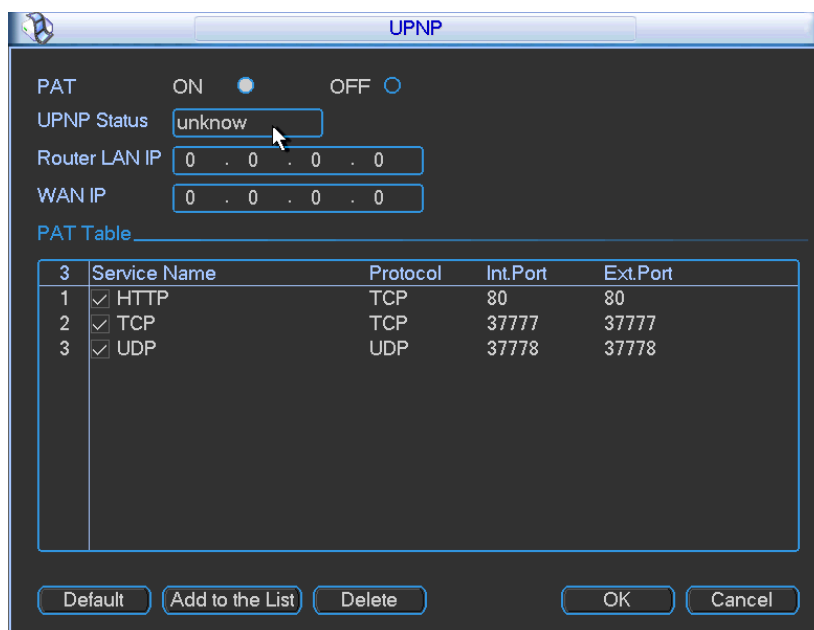 UPNP
PAT ON OFF
UPNP Status unknow
Router LAN IP 0 . 0 . 0 . 0
WAN IP 0 . 0 . 0 . 0
PAT Table
3 Service Name Protocol Int.Port Ext.Port
1 HTTP TCP 80 80
2 TCP TCP 37777 37777
3 UDP UDP 37778 37778
Default Add to the List Delete OK Cancel